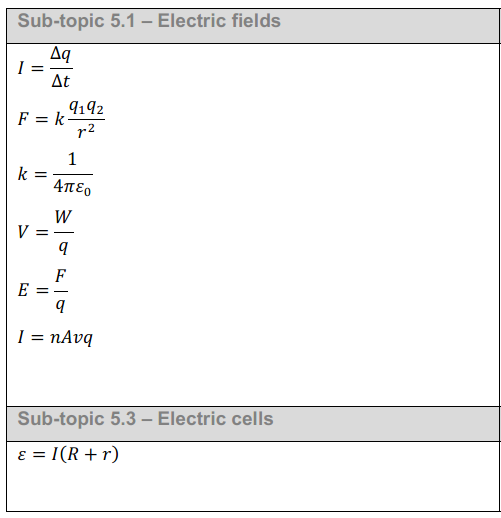 Sub-topic 5.1 – Electric fields
I = Δq/Δt
F = k q₁q₂/r²
k = 1/4πε₀
V = W/q
E = F/q
I = nAvq
Sub-topic 5.3 – Electric cells
ε = I(R + r)